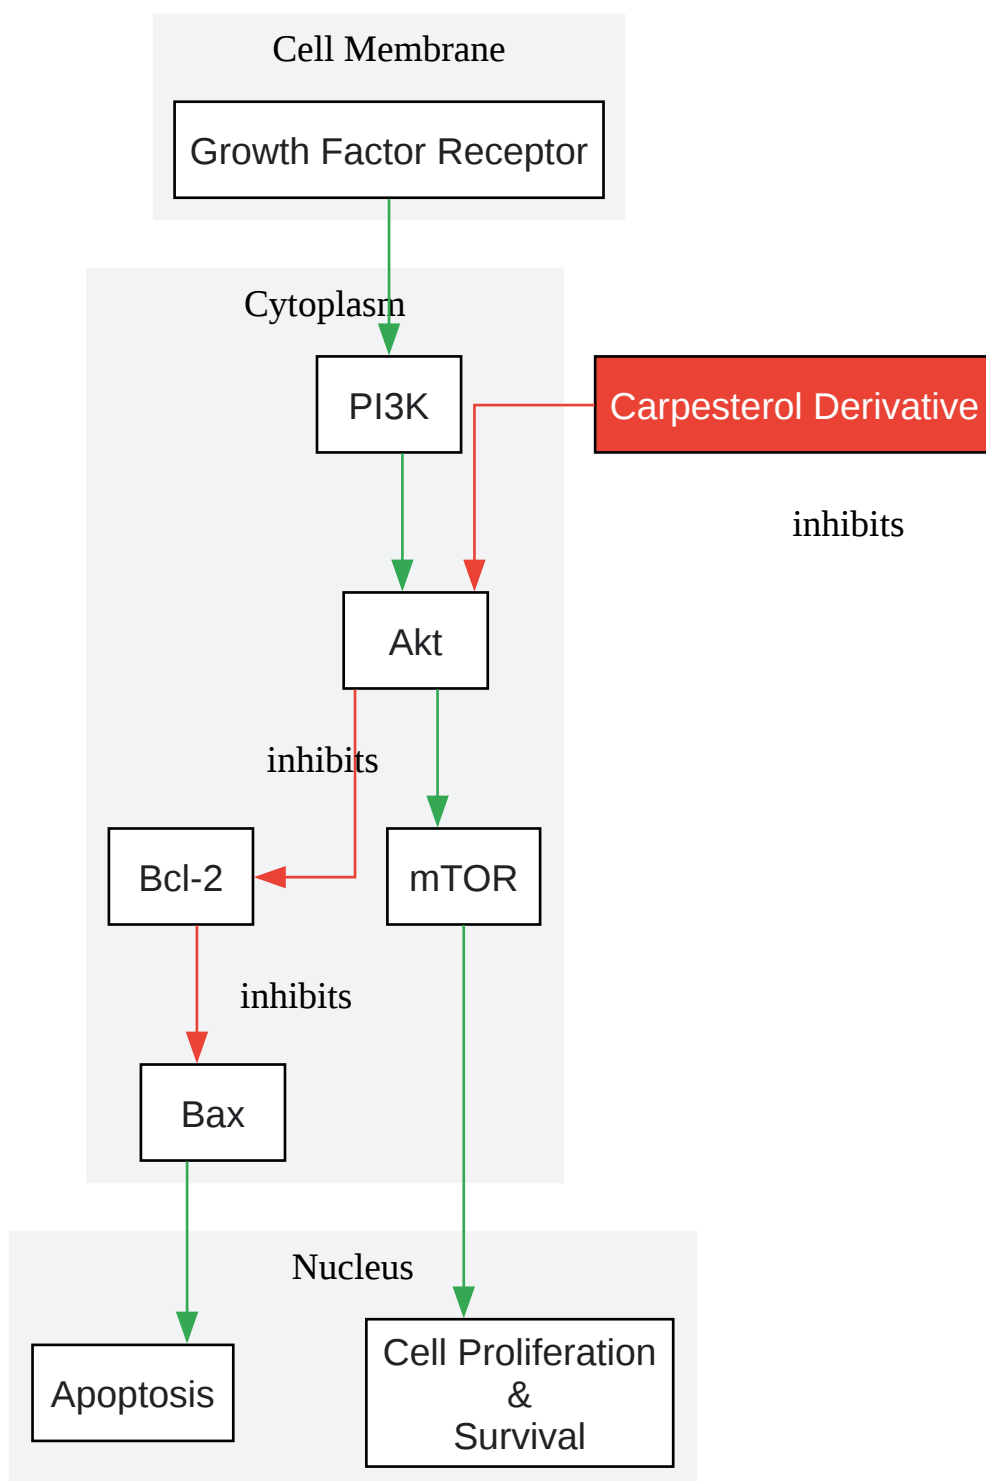 Cell Membrane
Growth Factor Receptor
Cytoplasm
PI3K
Carpesterol Derivative
inhibits
Akt
inhibits
Bcl-2
mTOR
inhibits
Bax
Nucleus
Apoptosis
Cell Proliferation
&
Survival